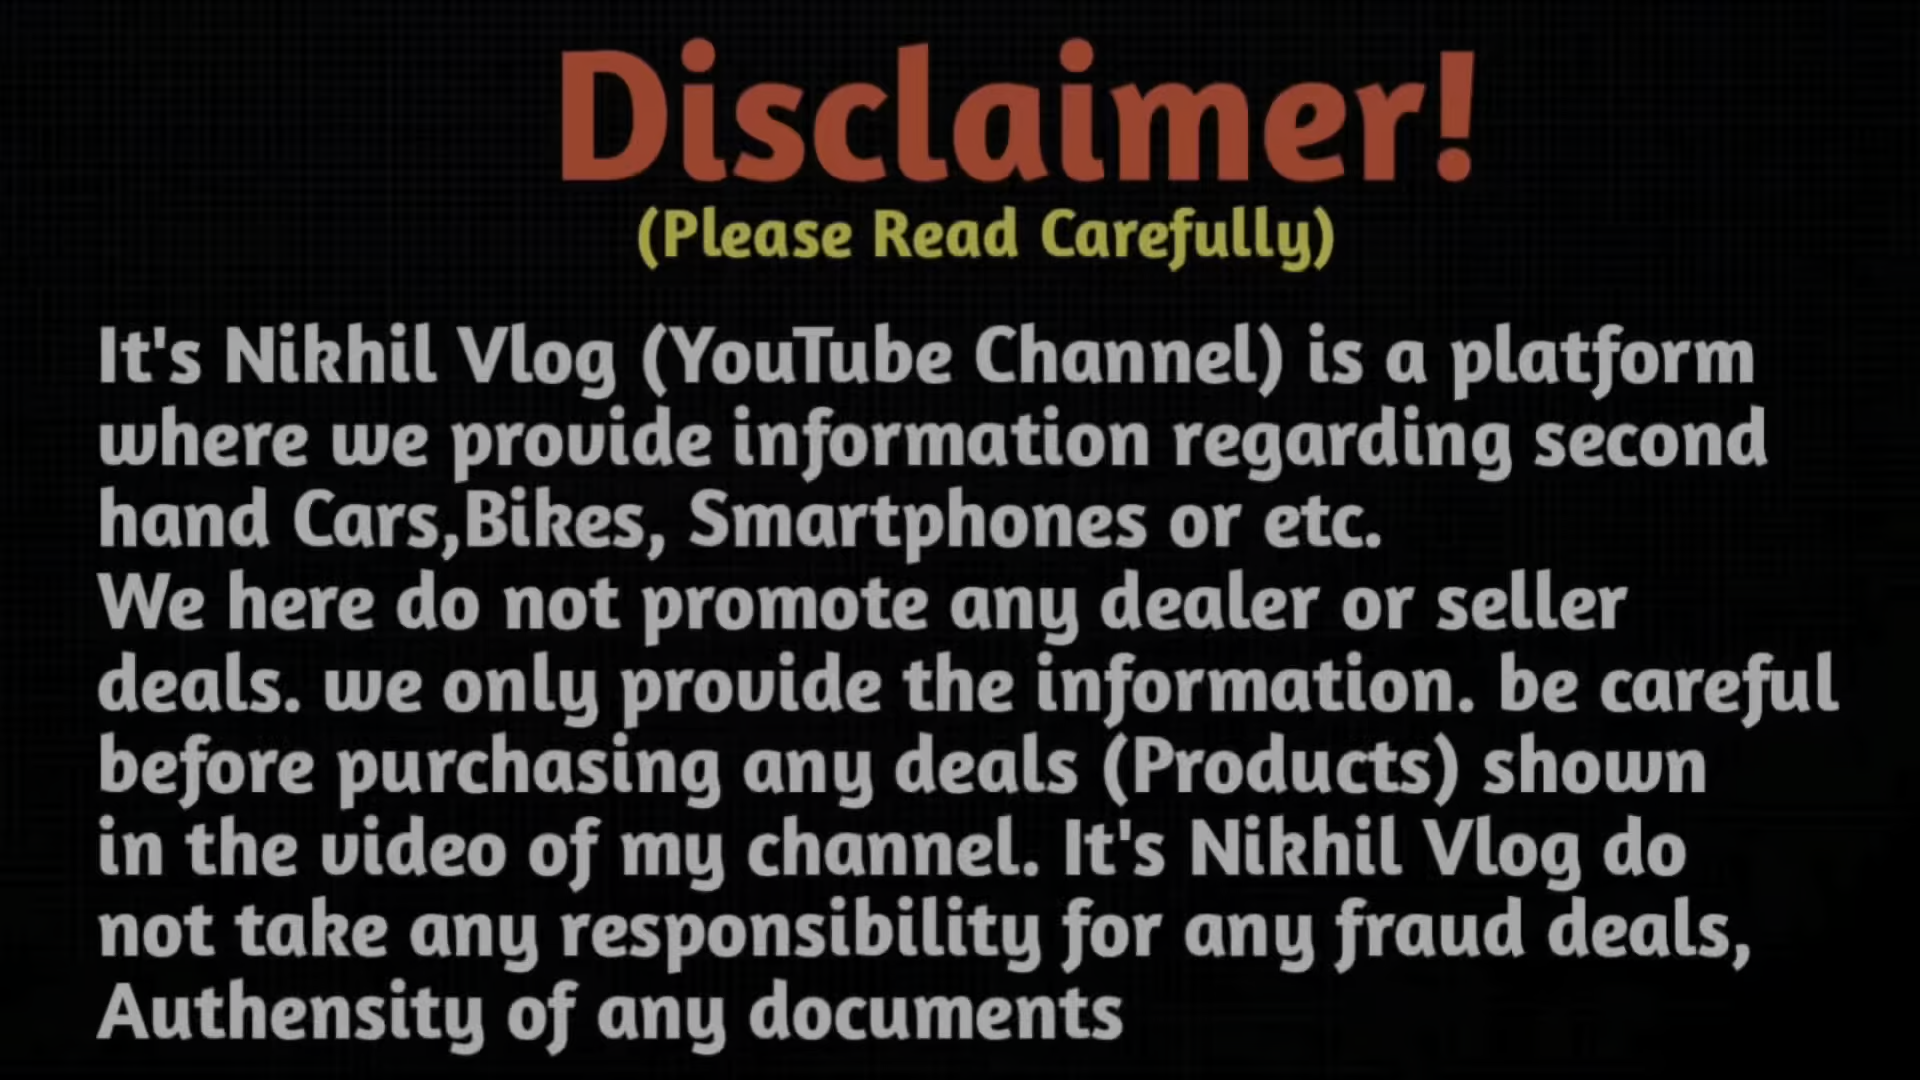 Disclaimer!
(Please Read Carefully)
It's Nikhil Vlog (YouTube Channel) is a platform
where we provide information regarding second
hand Cars,Bikes, Smartphones or etc.
We here do not promote any dealer or seller
deals. we only provide the information. be careful
before purchasing any deals (Products) shown
in the video of my channel. It's Nikhil Vlog do
not take any responsibility for any fraud deals,
Authensity of any documents